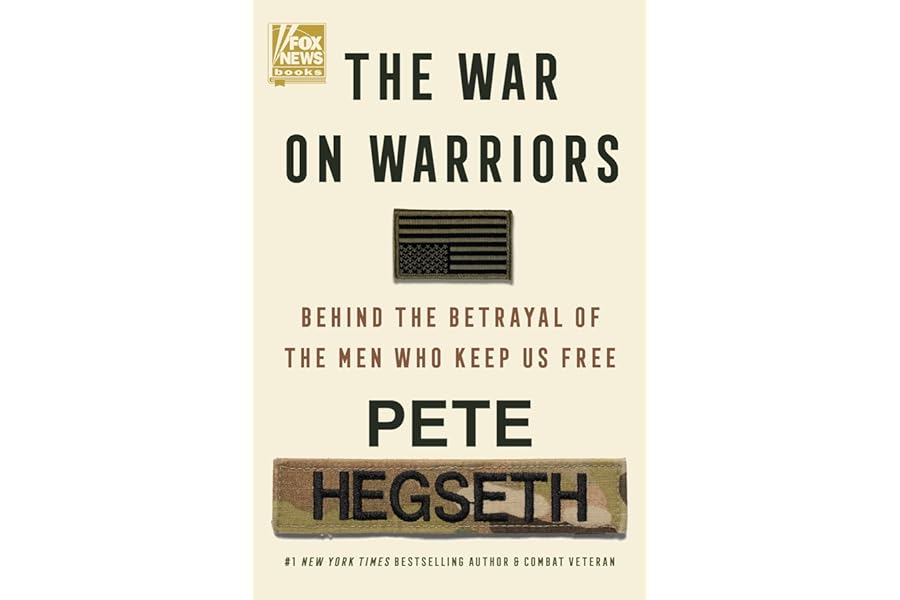 FOX
NEWS
books
THE WAR
ON WARRIORS
BEHIND THE BETRAYAL OF
THE MEN WHO KEEP US FREE
PETE
HEGSETH
#1 NEW YORK TIMES BESTSELLING AUTHOR & COMBAT VETERAN